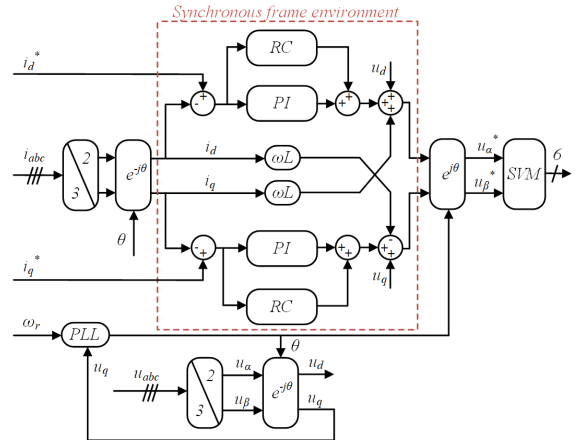 Synchronous frame environment
i_d^*
RC
u_d
- +
PI
+ +
+ + +
i_abc
2
3
e^-jθ
i_d
ωL
i_q
ωL
e^jθ
u_α^*
u_β^*
SVM
6
θ
- +
PI
+ +
+ - +
u_q
i_q^*
RC
ω_r
PLL
θ
u_q
u_abc
2
3
u_α
u_β
e^-jθ
u_d
u_q